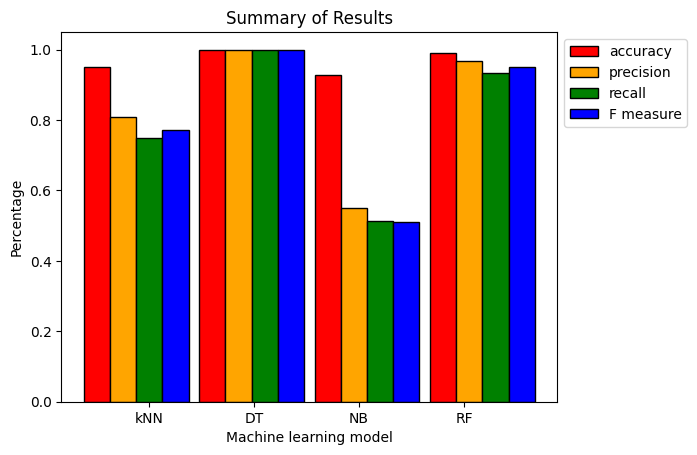 Summary of Results
accuracy
precision
recall
F measure
Percentage
1.0
0.8
0.6
0.4
0.2
0.0
kNN DT NB RF
Machine learning model